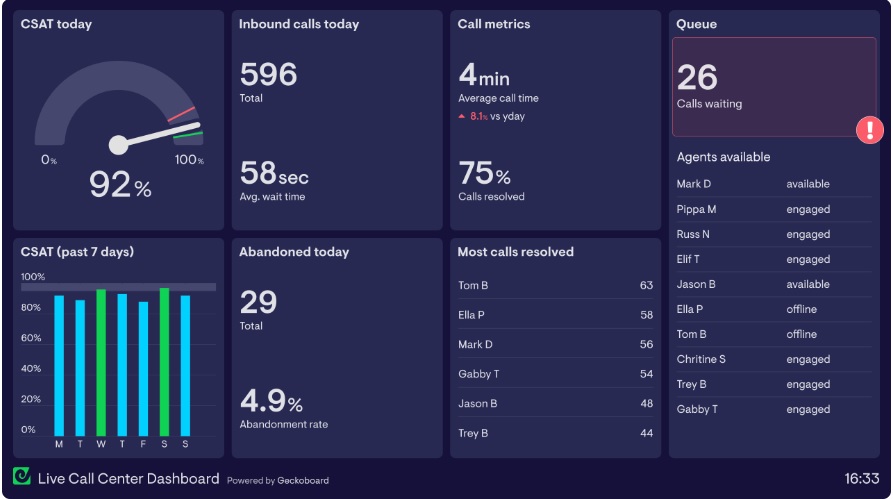 CSAT today
0%
100%
92%
Inbound calls today
596
Total
58sec
Avg. wait time
Call metrics
4min
Average call time
8.1% vs yday
75%
Calls resolved
Queue
26
Calls waiting
!
Agents available
Mark D available
Pippa M engaged
Russ N engaged
Elif T engaged
Jason B available
Ella P offline
Tom B offline
Chritine S engaged
Trey B engaged
Gabby T engaged
CSAT (past 7 days)
100%
80%
60%
40%
20%
0%
M T W T F S S
Abandoned today
29
Total
4.9%
Abandonment rate
Most calls resolved
Tom B 63
Ella P 58
Mark D 56
Gabby T 54
Jason B 48
Trey B 44
Live Call Center Dashboard Powered by Geckoboard
16:33